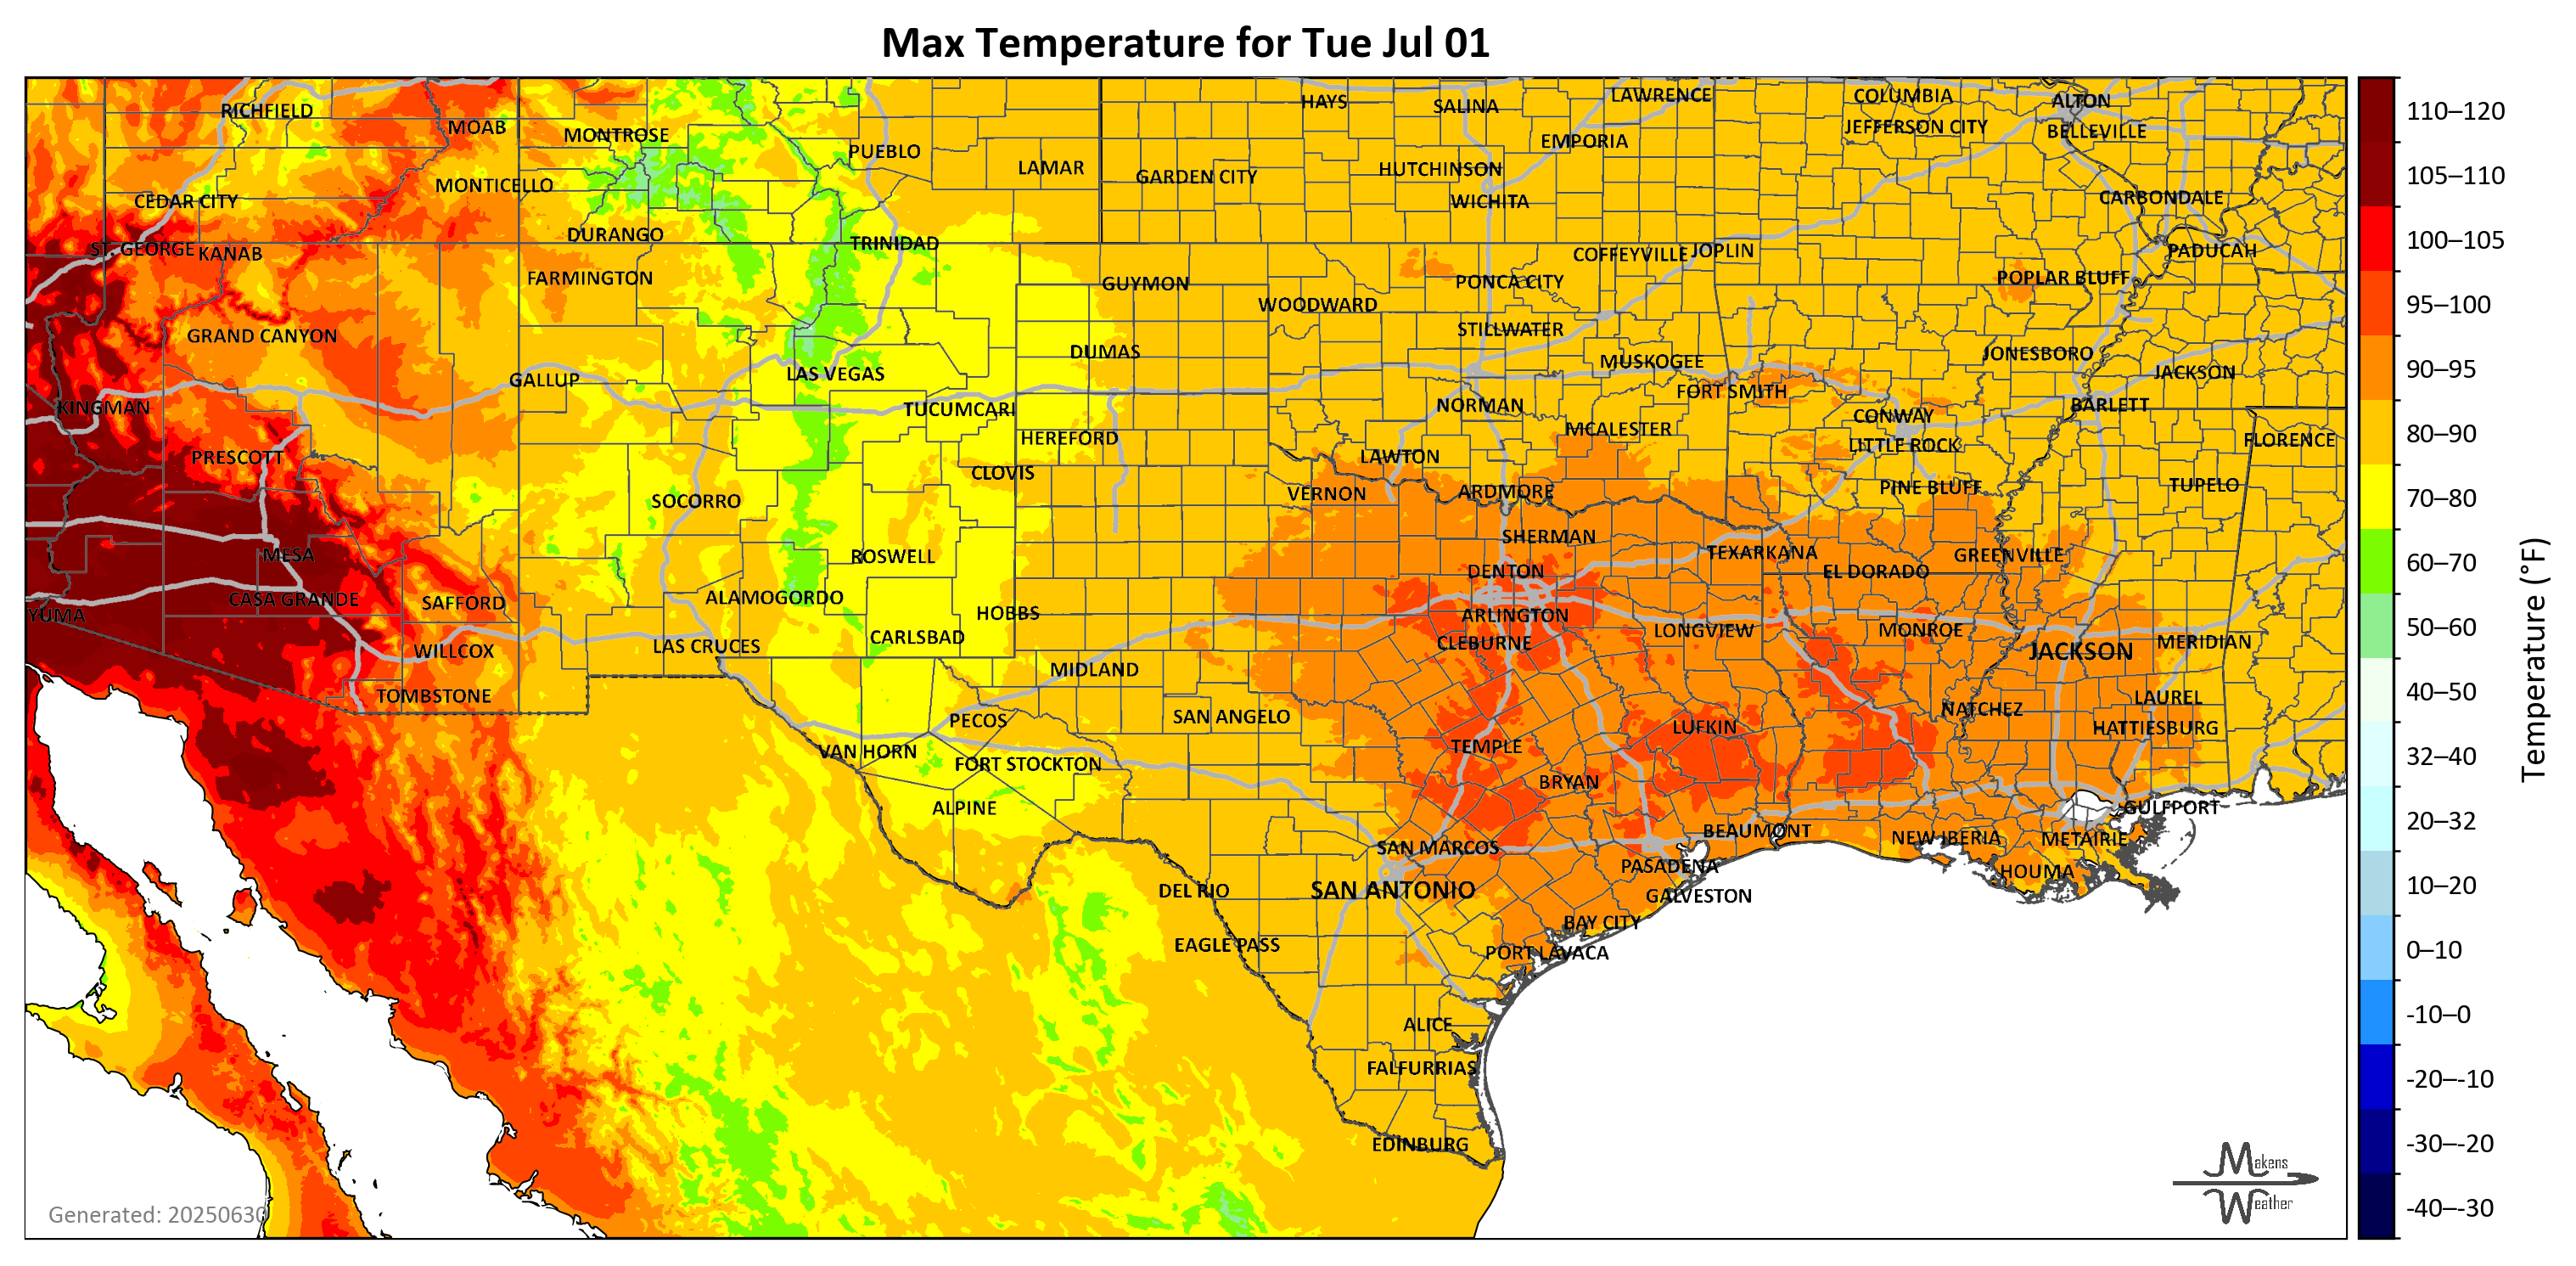 Max Temperature for Tue Jul 01
RICHFIELD
MOAB
MONTROSE
PUEBLO
LAMAR
GARDEN CITY
HAYS
SALINA
LAWRENCE
EMPORIA
HUTCHINSON
WICHITA
COLUMBIA
JEFFERSON CITY
ALTON
BELLEVILLE
CARBONDALE
CEDAR CITY
MONTICELLO
DURANGO
TRINIDAD
ST. GEORGE
KANAB
FARMINGTON
GUYMON
WOODWARD
PONCA CITY
COFFEYVILLE
JOPLIN
POPLAR BLUFF
PADUCAH
GRAND CANYON
GALLUP
LAS VEGAS
DUMAS
STILLWATER
MUSKOGEE
FORT SMITH
JONESBORO
JACKSON
KINGMAN
TUCUMCARI
HEREFORD
NORMAN
MCALESTER
CONWAY
LITTLE ROCK
BARLETT
FLORENCE
PRESCOTT
SOCORRO
CLOVIS
LAWTON
VERNON
ARDMORE
PINE BLUFF
TUPELO
MESA
ROSWELL
SHERMAN
DENTON
TEXARKANA
EL DORADO
GREENVILLE
YUMA
CASA GRANDE
SAFFORD
ALAMOGORDO
HOBBS
ARLINGTON
CLEBURNE
LONGVIEW
MONROE
JACKSON
MERIDIAN
WILLCOX
LAS CRUCES
CARLSBAD
MIDLAND
TOMBSTONE
PECOS
SAN ANGELO
TEMPLE
LUFKIN
NATCHEZ
LAUREL
HATTIESBURG
VAN HORN
FORT STOCKTON
ALPINE
BRYAN
BEAUMONT
NEW IBERIA
METAIRIE
GULFPORT
HOUMA
DEL RIO
SAN MARCOS
SAN ANTONIO
PASADENA
GALVESTON
BAY CITY
EAGLE PASS
PORT LAVACA
ALICE
FALFURRIAS
EDINBURG
Generated: 20250630
Makens
Weather
110–120
105–110
100–105
95–100
90–95
80–90
70–80
60–70
50–60
40–50
32–40
20–32
10–20
0–10
-10–0
-20–-10
-30–-20
-40–-30
Temperature (°F)